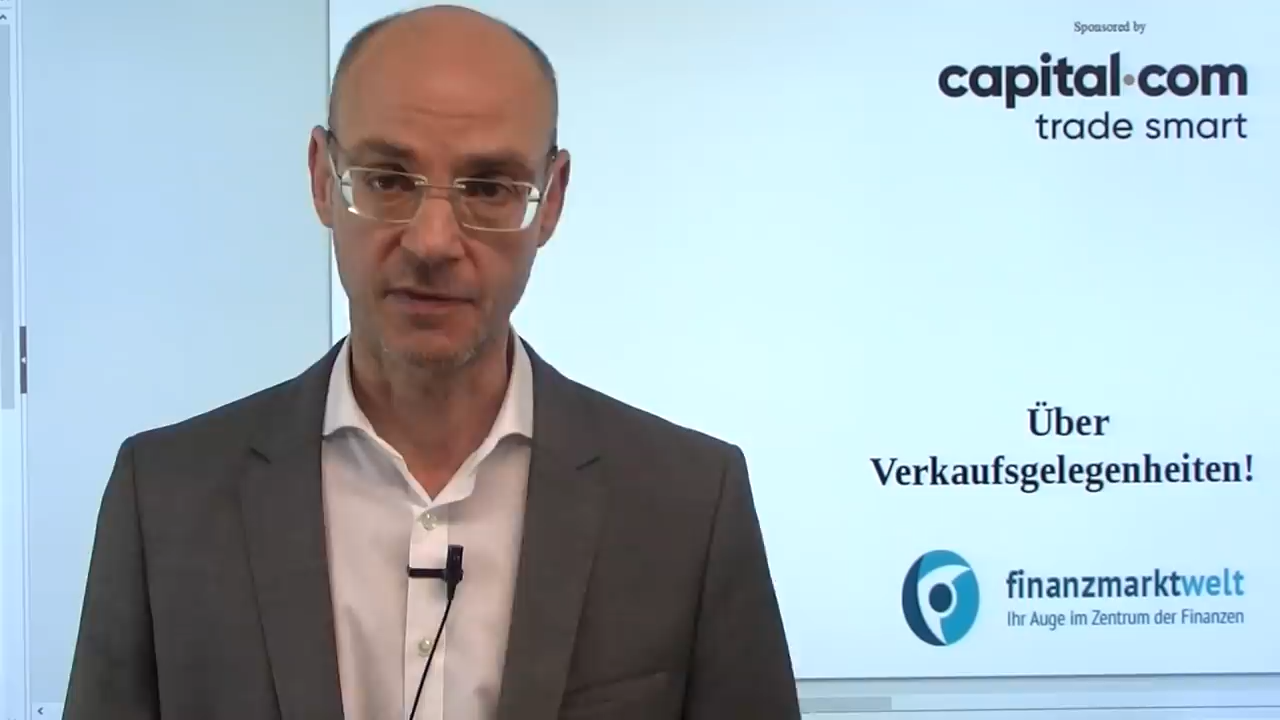 Sponsored by
capital.com
trade smart
Über
Verkaufsgelegenheiten!
finanzmarktwelt
Ihr Auge im Zentrum der Finanzen